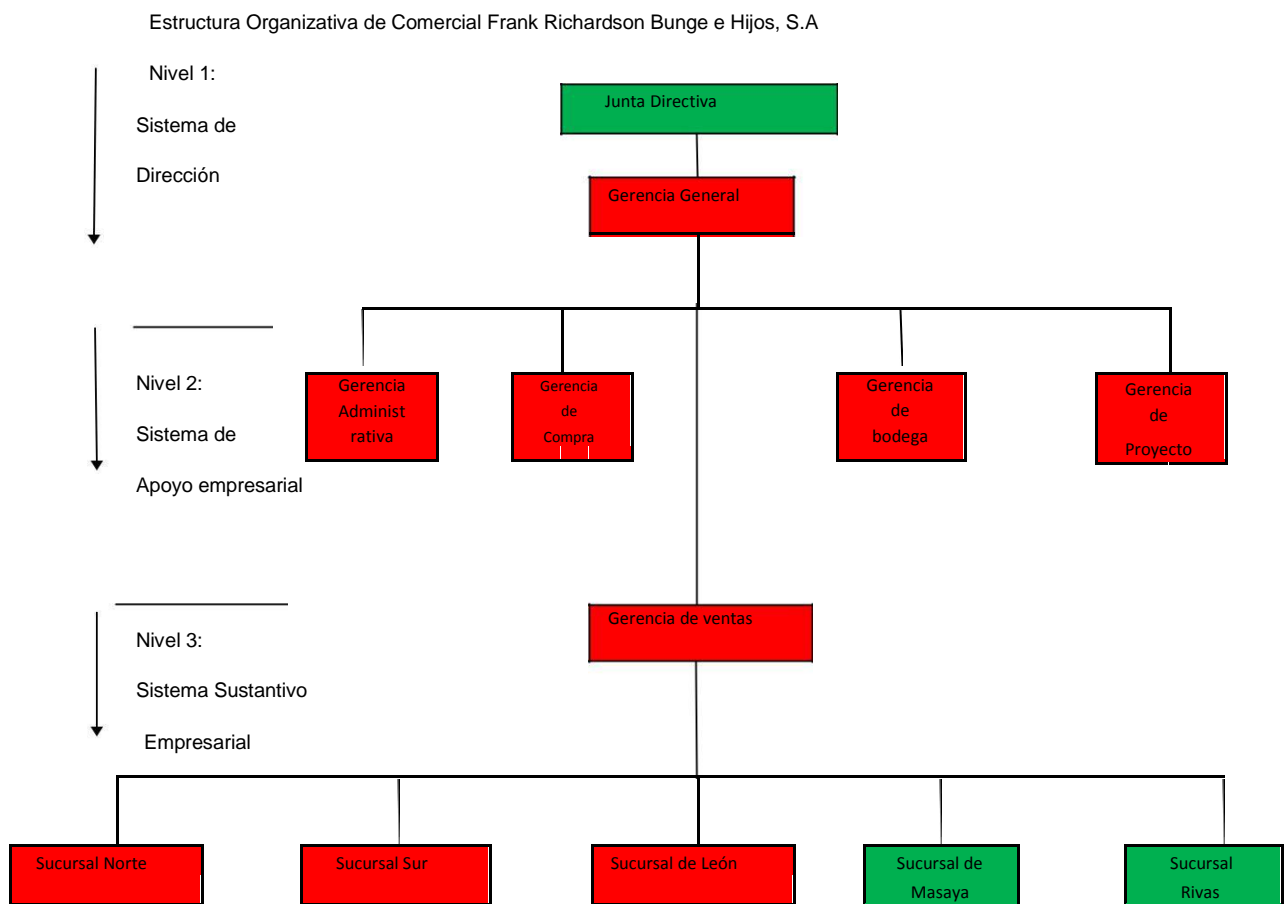 Estructura Organizativa de Comercial Frank Richardson Bunge e Hijos, S.A
Nivel 1:
Sistema de
Dirección
Junta Directiva
Gerencia General
Nivel 2:
Sistema de
Apoyo empresarial
Gerencia
Administ
rativa
Gerencia
de
Compra
Gerencia
de
bodega
Gerencia
de
Proyecto
Nivel 3:
Sistema Sustantivo
Empresarial
Gerencia de ventas
Sucursal Norte
Sucursal Sur
Sucursal de León
Sucursal de
Masaya
Sucursal
Rivas